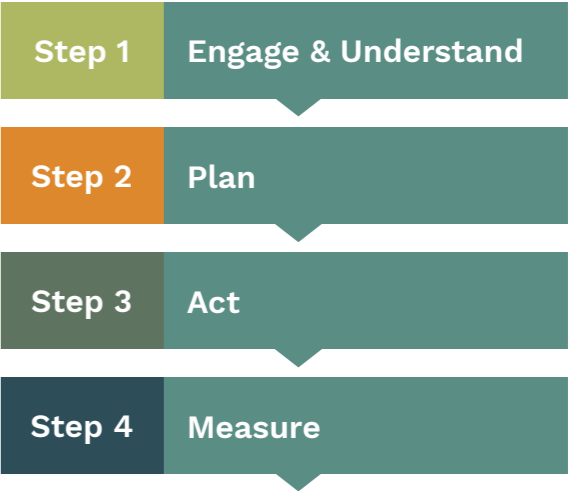 Step 1 Engage & Understand
Step 2 Plan
Step 3 Act
Step 4 Measure